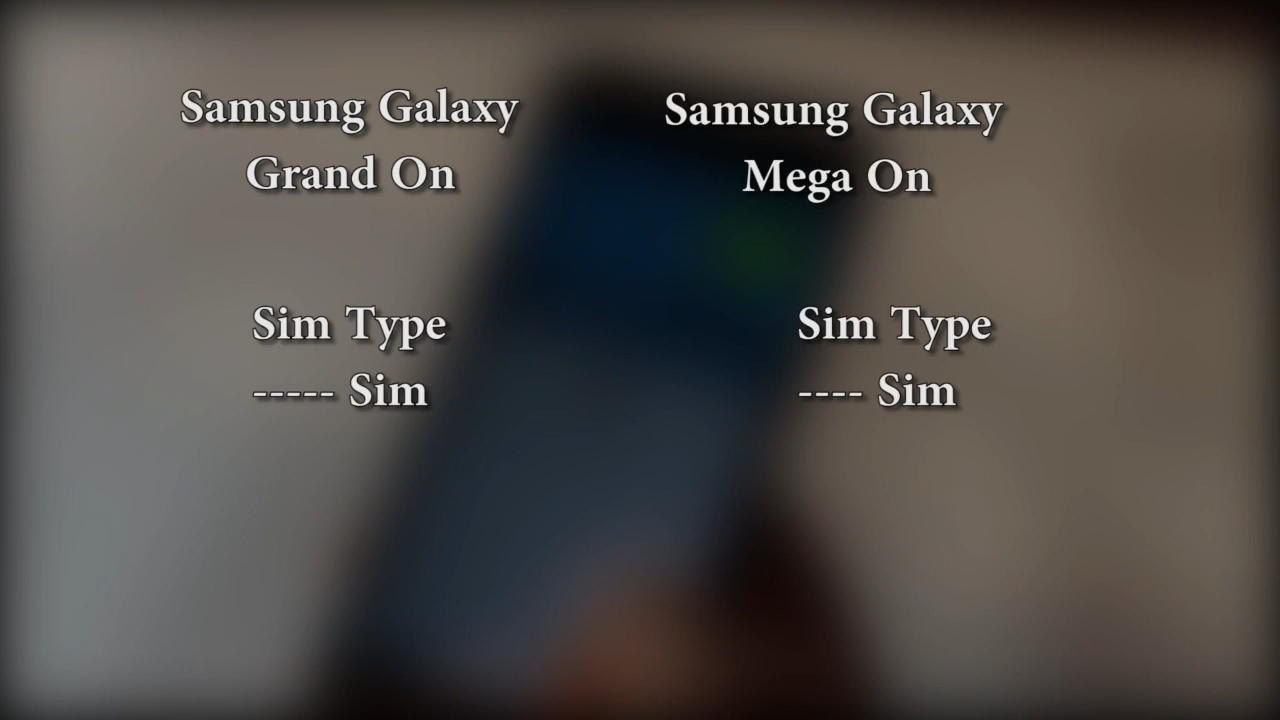 Samsung Galaxy
Grand On
Sim Type
----- Sim
Samsung Galaxy
Mega On
Sim Type
---- Sim